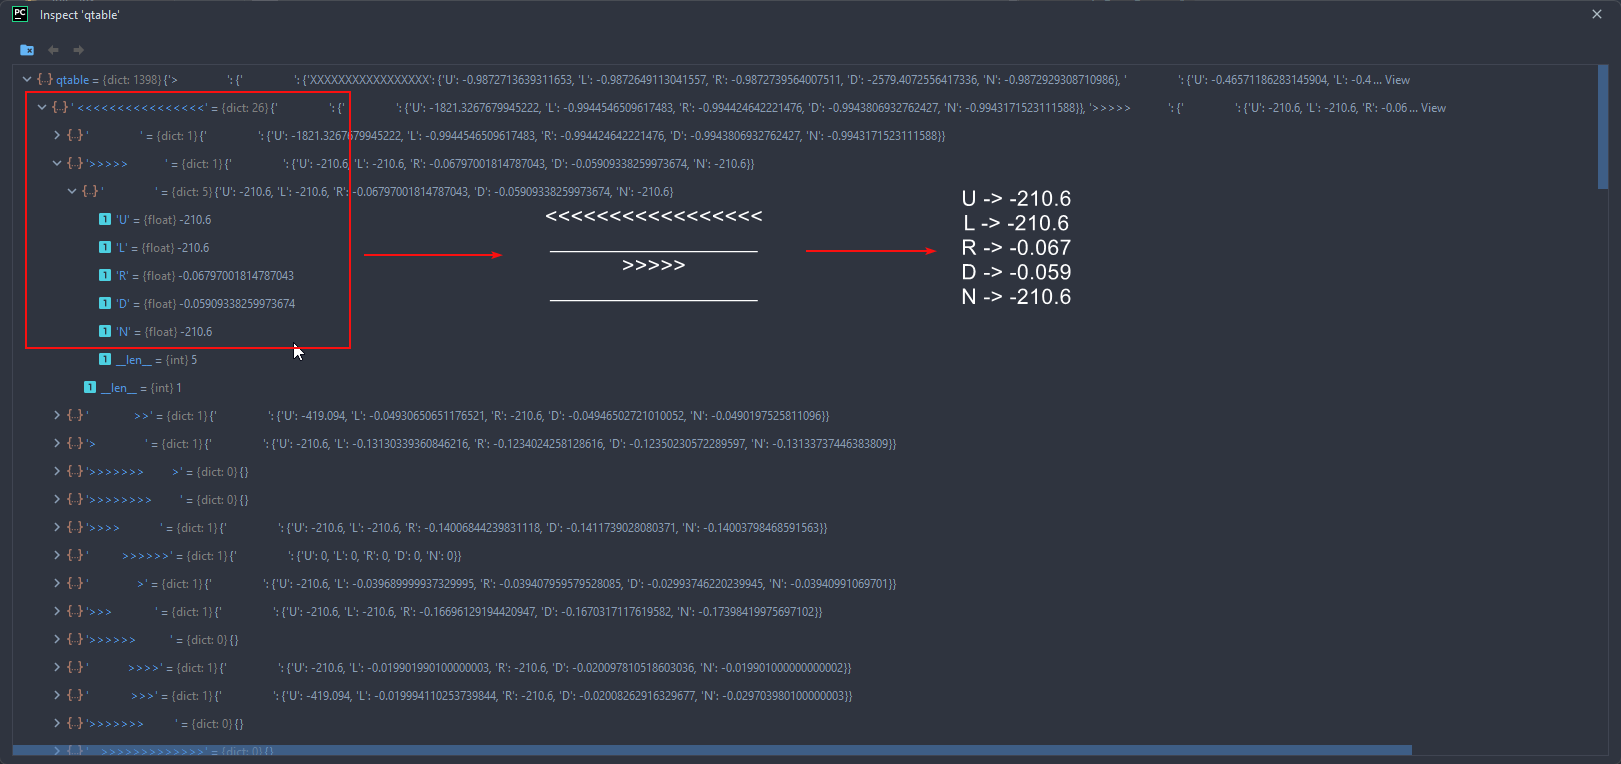 PC Inspect 'qtable'
{..} qtable = {dict: 1398} {'> ': {' ': {'XXXXXXXXXXXXXXXXX': {'U': -0.9872713639311653, 'L': -0.9872649113041557, 'R': -0.9872739564007511, 'D': -2579.4072556417336, 'N': -0.9872929308710986}, ' ': {'U': -0.46571186283145904, 'L': -0.4 ... View
{..} ' <<<<<<<<<<<<<<<<' = {dict: 26} {' ': {' ': {'U': -1821.3267679945222, 'L': -0.9944546509617483, 'R': -0.994424642221476, 'D': -0.9943806932762427, 'N': -0.9943171523111588}}, '>>>>> ': {' ': {'U': -210.6, 'L': -210.6, 'R': -0.06 ... View
{..} ' ' = {dict: 1} {' ': {'U': -1821.3267679945222, 'L': -0.9944546509617483, 'R': -0.994424642221476, 'D': -0.9943806932762427, 'N': -0.9943171523111588}}
{..} '>>>>> ' = {dict: 1} {' ': {'U': -210.6, 'L': -210.6, 'R': -0.06797001814787043, 'D': -0.05909338259973674, 'N': -210.6}}
{..} ' ' = {dict: 5} {'U': -210.6, 'L': -210.6, 'R': -0.06797001814787043, 'D': -0.05909338259973674, 'N': -210.6}
1 'U' = {float} -210.6
1 'L' = {float} -210.6
1 'R' = {float} -0.06797001814787043
1 'D' = {float} -0.05909338259973674
1 'N' = {float} -210.6
1 __len__ = {int} 5
1 __len__ = {int} 1
<<<<<<<<<<<<<<<<<
>>>>>
U -> -210.6
L -> -210.6
R -> -0.067
D -> -0.059
N -> -210.6
{..} ' >>' = {dict: 1} {' ': {'U': -419.094, 'L': -0.04930650651176521, 'R': -210.6, 'D': -0.04946502721010052, 'N': -0.0490197525811096}}
{..} '> ' = {dict: 1} {' ': {'U': -210.6, 'L': -0.13130339360846216, 'R': -0.1234024258128616, 'D': -0.12350230572289597, 'N': -0.13133737446383809}}
{..} '>>>>>>> >' = {dict: 0} {}
{..} '>>>>>>>> ' = {dict: 0} {}
{..} '>>>> ' = {dict: 1} {' ': {'U': -210.6, 'L': -210.6, 'R': -0.14006844239831118, 'D': -0.1411739028080371, 'N': -0.14003798468591563}}
{..} ' >>>>>>' = {dict: 1} {' ': {'U': 0, 'L': 0, 'R': 0, 'D': 0, 'N': 0}}
{..} ' >' = {dict: 1} {' ': {'U': -210.6, 'L': -0.039689999937329995, 'R': -0.039407959579528085, 'D': -0.02993746220239945, 'N': -0.03940991069701}}
{..} '>>> ' = {dict: 1} {' ': {'U': -210.6, 'L': -210.6, 'R': -0.16696129194420947, 'D': -0.1670317117619582, 'N': -0.17398419975697102}}
{..} '>>>>>> ' = {dict: 0} {}
{..} ' >>>>' = {dict: 1} {' ': {'U': -210.6, 'L': -0.019901990100000003, 'R': -210.6, 'D': -0.020097810518603036, 'N': -0.019901000000000002}}
{..} ' >>>' = {dict: 1} {' ': {'U': -419.094, 'L': -0.019994110253739844, 'R': -210.6, 'D': -0.02008262916329677, 'N': -0.029703980100000003}}
{..} '>>>>>>> ' = {dict: 0} {}
{..} ' >>>>>>>>>>>>>' = {dict: 0} {}